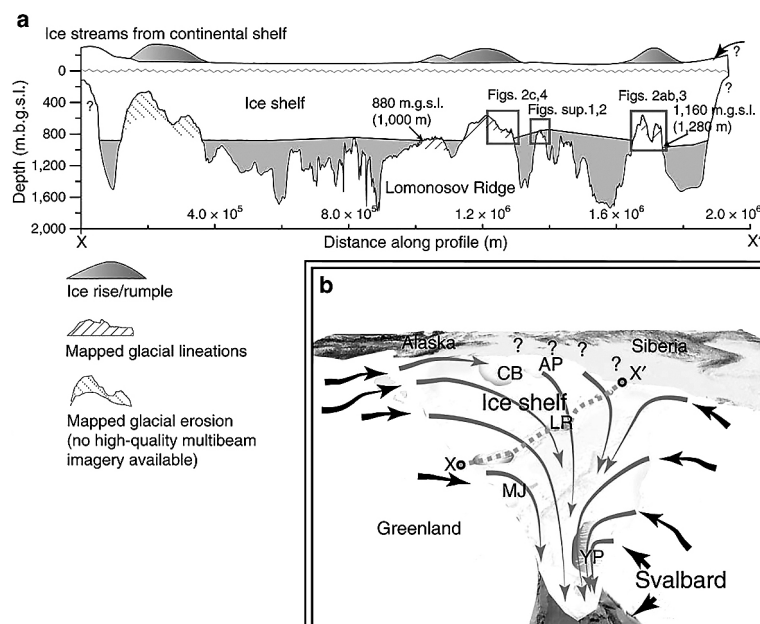 a
Ice streams from continental shelf
?
0
400
800
1,200
1,600
2,000
Depth (m.b.g.s.l.)
?
Ice shelf
880 m.g.s.l.
(1,000 m)
Figs. 2c,4
Figs. sup.1,2
Figs. 2ab,3
?
1,160 m.g.s.l.
(1,280 m)
Lomonosov Ridge
4.0 × 10⁵
8.0 × 10⁵
1.2 × 10⁶
1.6 × 10⁶
2.0 × 10⁶
X
Distance along profile (m)
X′
Ice rise/rumple
Mapped glacial lineations
Mapped glacial erosion
(no high-quality multibeam
imagery available)
b
Alaska
? ? ?
Siberia
?
CB
AP
X′
Ice shelf
LR
X
MJ
Greenland
YP
Svalbard